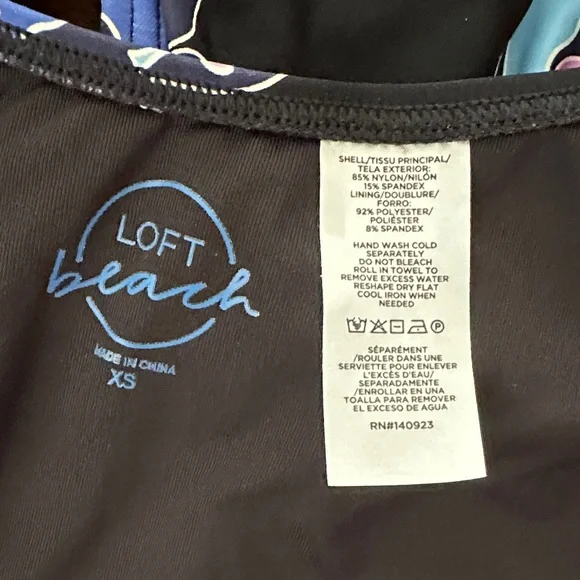 LOFT
beach
MADE IN CHINA
XS
SHELL/TISSU PRINCIPAL/
TELA EXTERIOR:
85% NYLON/NILÓN
15% SPANDEX
LINING/DOUBLURE/
FORRO:
92% POLYESTER/
POLIÉSTER
8% SPANDEX
HAND WASH COLD
SEPARATELY
DO NOT BLEACH
ROLL IN TOWEL TO
REMOVE EXCESS WATER
RESHAPE DRY FLAT
COOL IRON WHEN
NEEDED
SÉPARÉMENT
/ROULER DANS UNE
SERVIETTE POUR ENLEVER
L'EXCÈS D'EAU/
SEPARADAMENTE
/ENROLLAR EN UNA
TOALLA PARA REMOVER
EL EXCESO DE AGUA
RN#140923